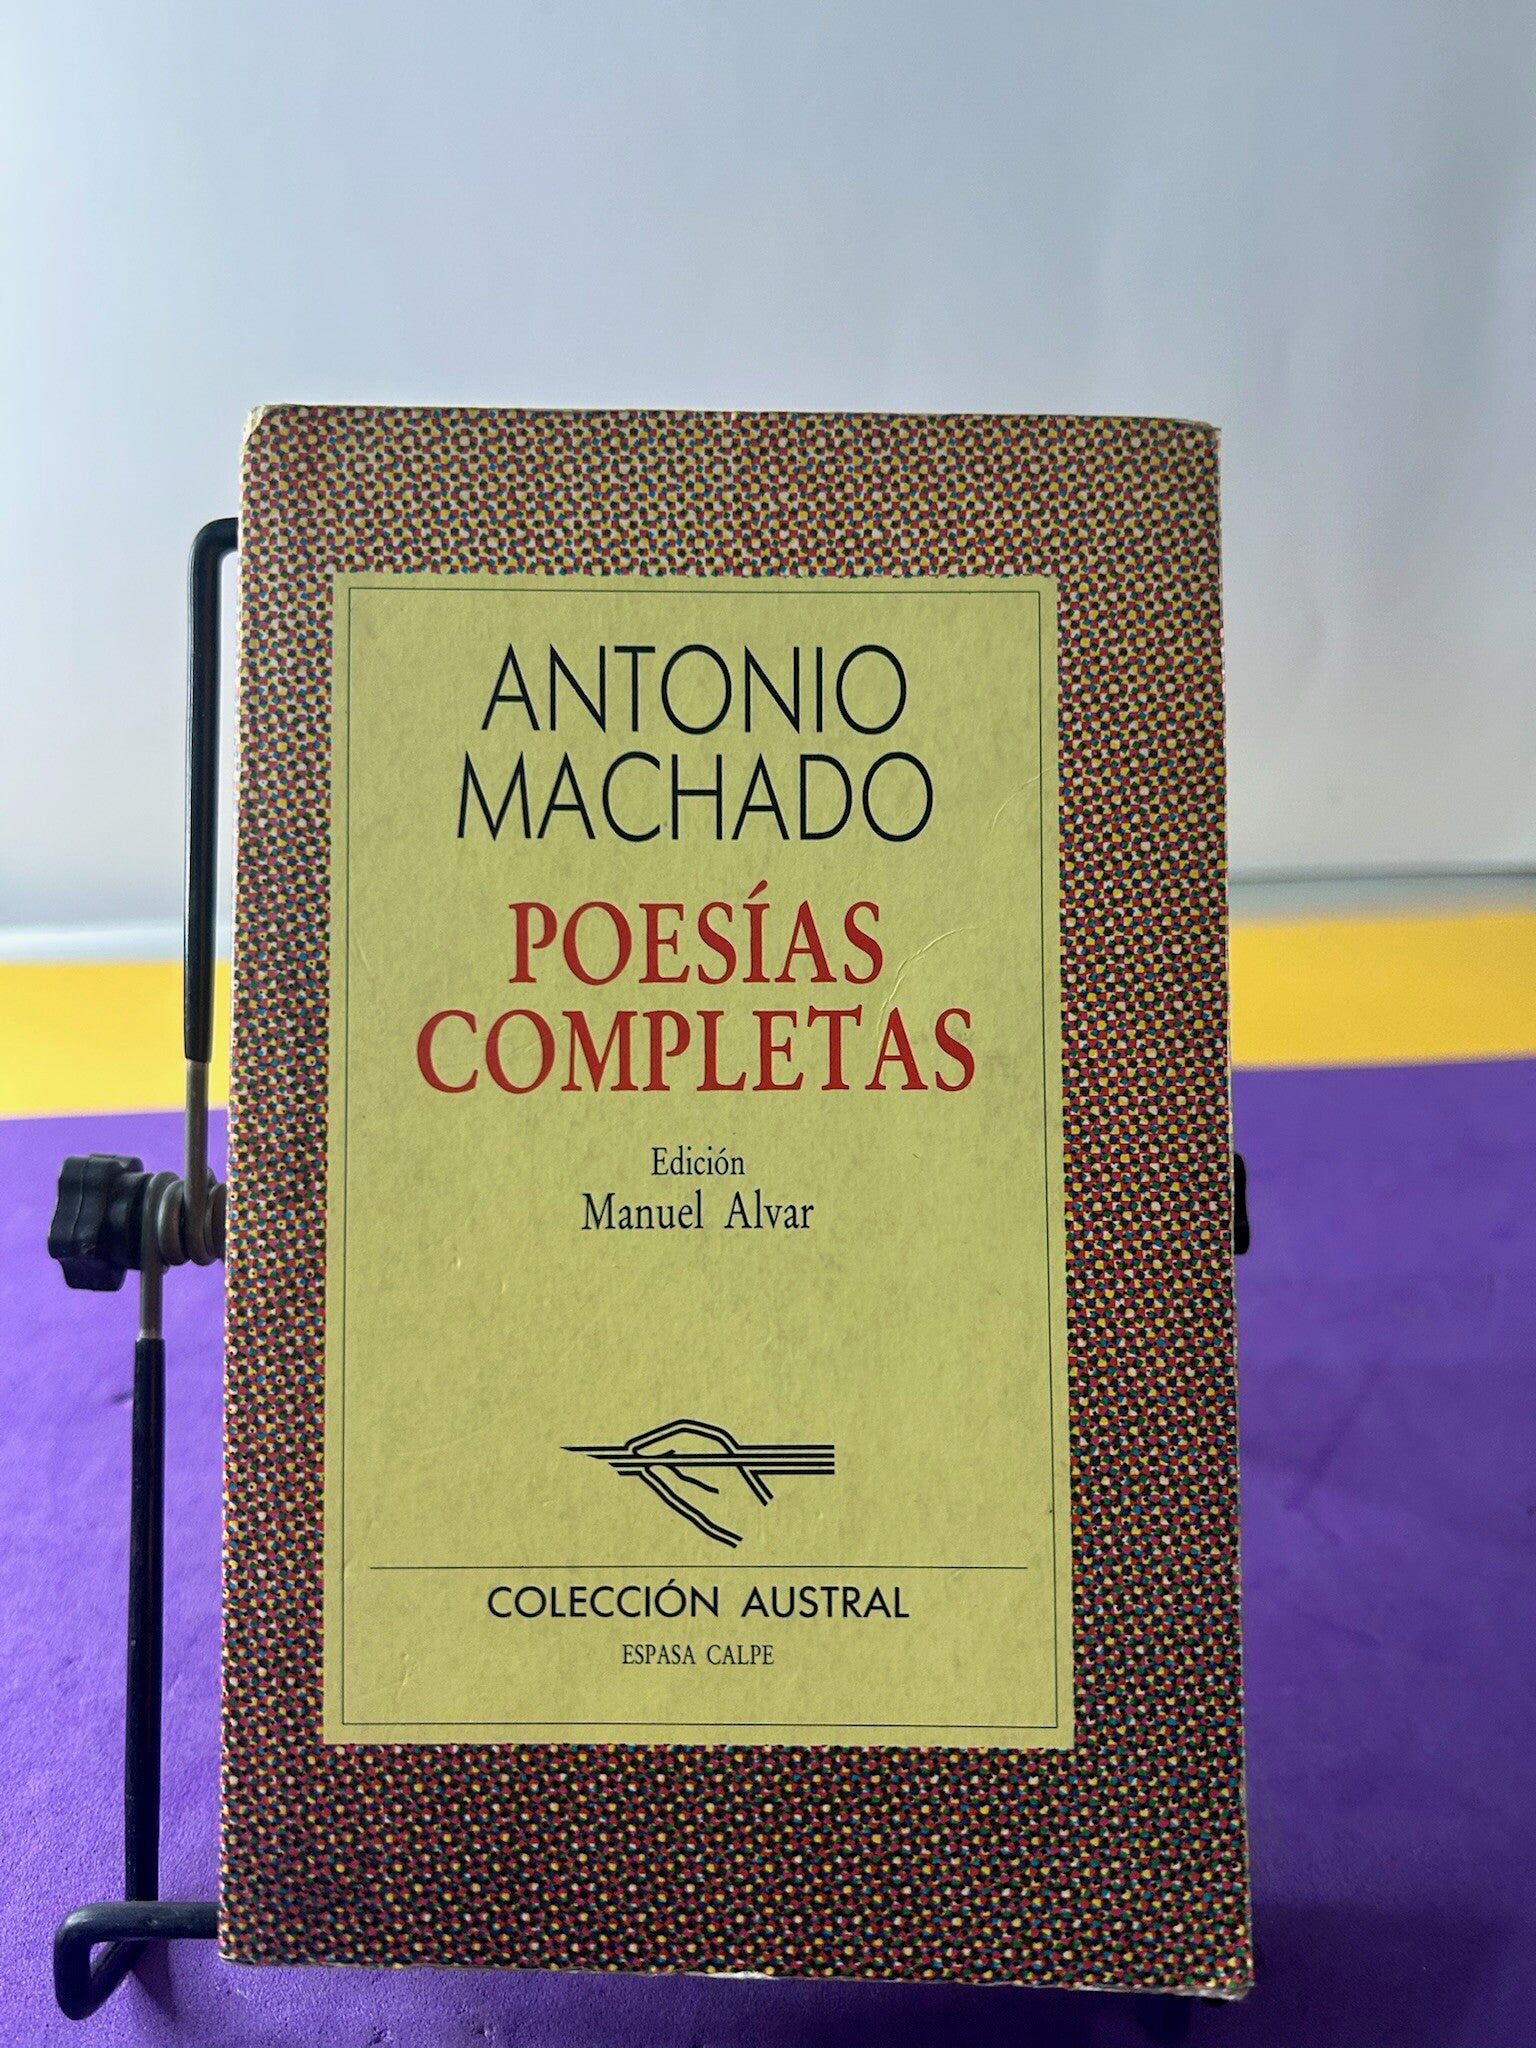 ANTONIO
MACHADO
POESÍAS
COMPLETAS
Edición
Manuel Alvar
COLECCIÓN AUSTRAL
ESPASA CALPE